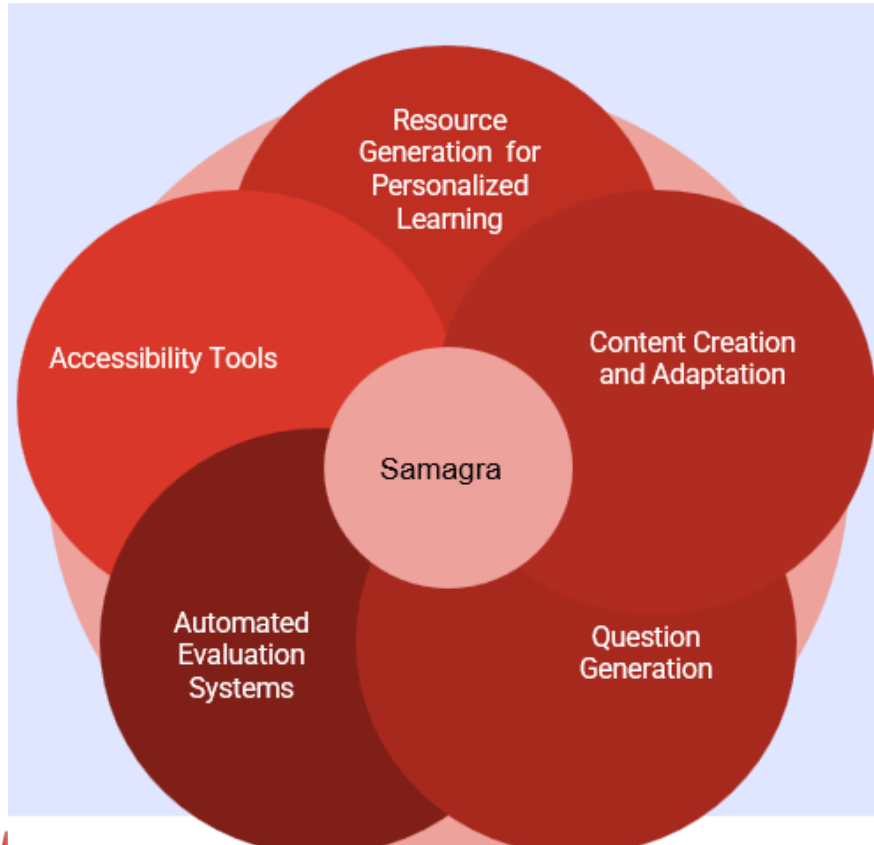 Resource
Generation for
Personalized
Learning
Accessibility Tools
Content Creation
and Adaptation
Samagra
Automated
Evaluation
Systems
Question
Generation